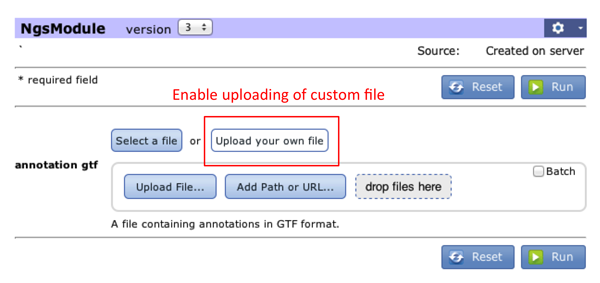 NgsModule version 3
Source: Created on server
* required field
Reset Run
Enable uploading of custom file
Select a file or Upload your own file
annotation gtf
Batch
Upload File... Add Path or URL... drop files here
A file containing annotations in GTF format.
Reset Run